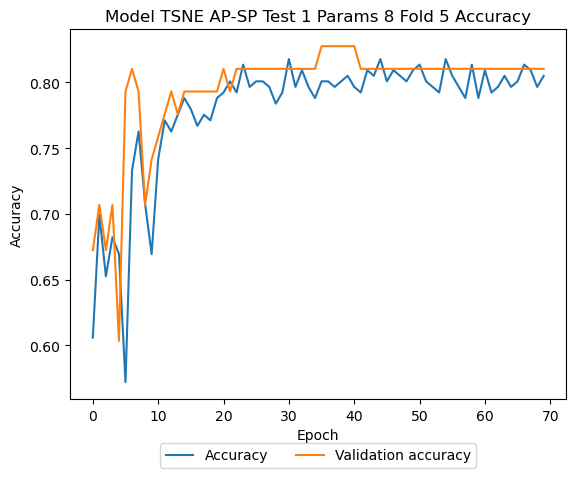 Model TSNE AP-SP Test 1 Params 8 Fold 5 Accuracy
0.80
0.75
0.70
0.65
0.60
Accuracy
0 10 20 30 40 50 60 70
Epoch
Accuracy Validation accuracy